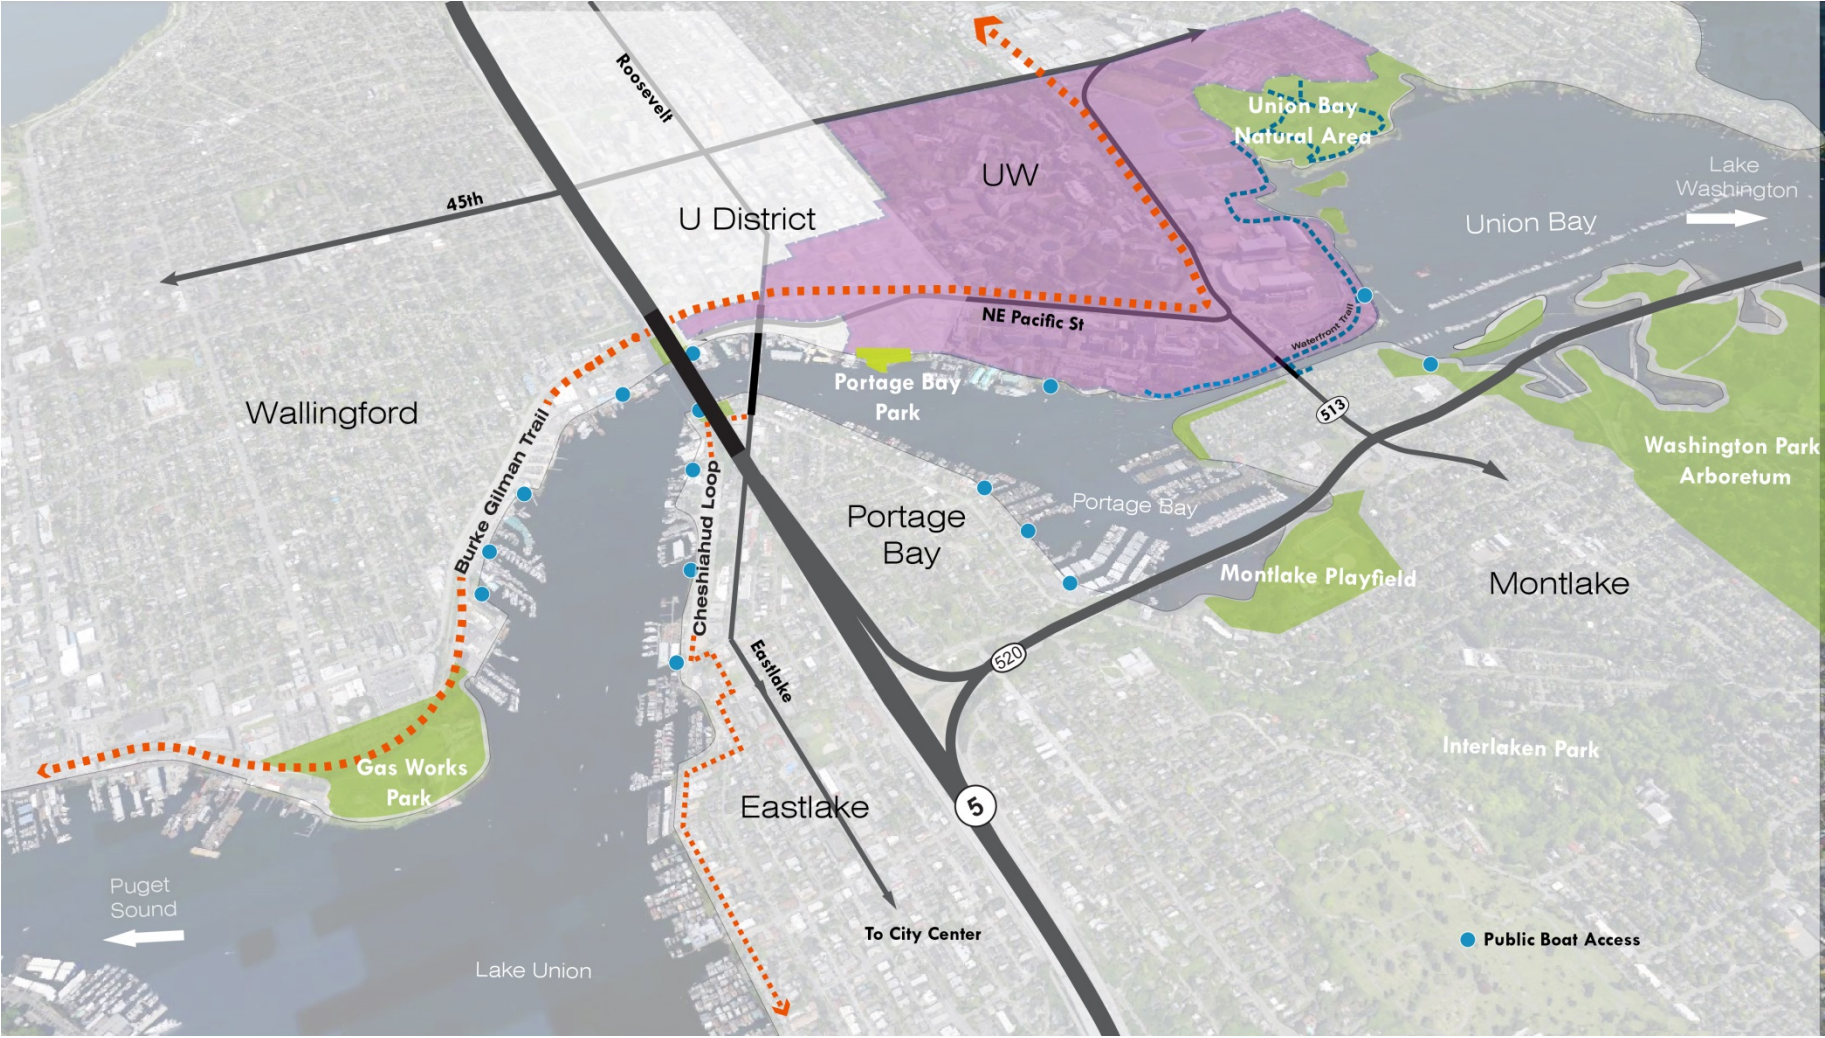 Roosevelt
45th
U District
UW
Union Bay
Natural Area
Lake
Washington
Union Bay
NE Pacific St
Waterfront Trail
Portage Bay
Park
513
Wallingford
Burke Gilman Trail
Cheshiahud Loop
Portage
Bay
Portage Bay
Washington Park
Arboretum
Montlake Playfield
Montlake
520
Eastlake
Interlaken Park
Gas Works
Park
Eastlake
5
Puget
Sound
To City Center
Public Boat Access
Lake Union